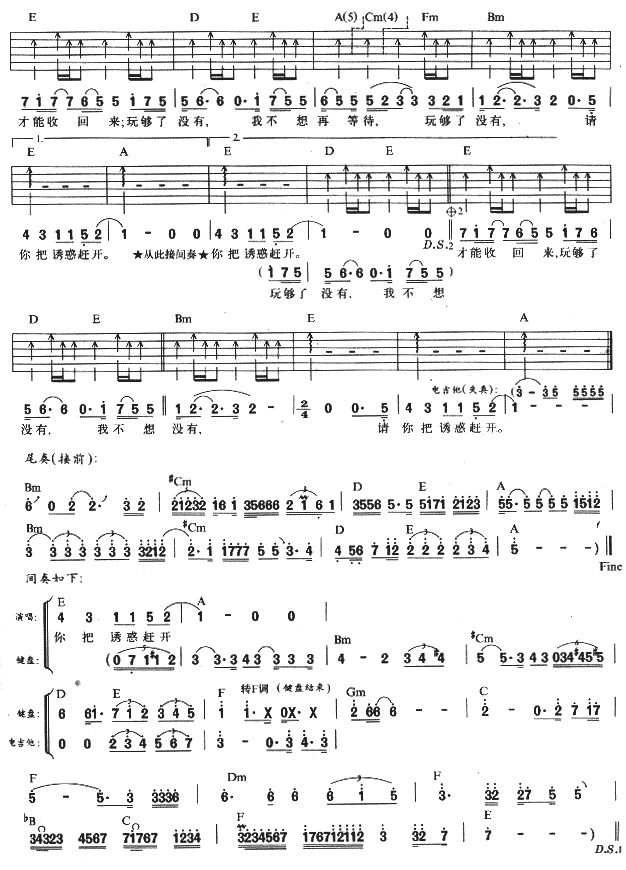 E D E A(5) Cm(4) Fm Bm
7 i 7 7 6 5 5 1 7 5 | 5 6· 6 0· i 7 5 5 | 6 5 5 5 5 2 3 3 3 2 1 | 1 2· 2· 3 2 0· 5
才能收 回 来;玩够了 没有, 我不想 再 等待, 玩够了 没有, 请
1. 2.
E A E D E E
4 3 1 1 5 2 | 1 - 0 0 | 4 3 1 1 5 2 | 1 - 0 0 D.S.2 7 i 7 7 6 5 5 1 7 6
你把诱惑赶开。 ★从此接间奏★ 你把诱惑赶开。 才能收 回 来,玩够了
(1 7 5 | 5 6· 6 0· i 7 5 5)
玩够了 没有, 我不想
D E Bm E A
电吉他(失真): (3 - 3 5 5 5 5 5
5 6· 6 0· i 7 5 5 | 1 2· 2· 3 2 - | 2/4 0 0· 5 | 4 3 1 1 5 2 | 1 - - -
没有, 我不想 没有, 请 你把诱惑赶开。
尾奏(接前):
Bm #Cm D E A
6 0 2 2· 3 2 | 2 1 2 3 2 1 6 1 3 5 6 6 6 2 1 6 1 | 3 5 5 6 5· 5 5 1 7 1 2 1 2 3 | 5 5· 5 5 5 5 1 5 1 2
Bm #Cm D E A
3 3 3 3 3 3 3 3 2 1 2 | 2· 1 1 7 7 7 5 5 3· 4 | 4 5 6 7 1 2 2 2 2 2 3 4 | 5 - - -)
Fine
间奏如下:
E A
演唱: 4 3 1 1 5 2 | 1 - 0 0 |
你把 诱惑赶开
Bm #Cm
键盘: (0 7 1 #1 2 | 3 3· 3 4 3 3 3 3 | 4 - 2 3 4 #4 | 5 5· 3 4 3 0 3 4 #4 5 #5
D E F 转F调 (键盘结束) Gm C
键盘: 6 6 1· 7 1 2 3 4 5 | 1 1· X 0 X· X | 2 6 6 6 - - | 2 - 0· 2 7 1 7
电吉他: 0 0 2 3 4 5 6 7 | 3 - 0· 3 4· 3 |
F Dm F
5 - 5· 3 3 3 3 6 | 6· 6 6 6 1 5 | 3· 3 2 2 7 5 5
bB C F E
3 4 3 2 3 4 5 6 7 7 1 7 6 7 1 2 3 4 | 3 2 3 4 5 6 7 1 7 6 7 1 2 1 1 2 3 3 2 7 | 7 - - -)
D.S.1